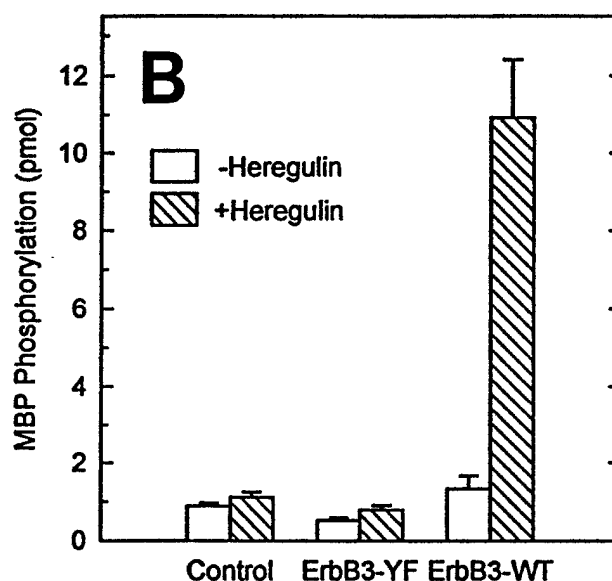 B
-Heregulin
+Heregulin
MBP Phosphorylation (pmol)
12
10
8
6
4
2
0
Control ErbB3-YF ErbB3-WT